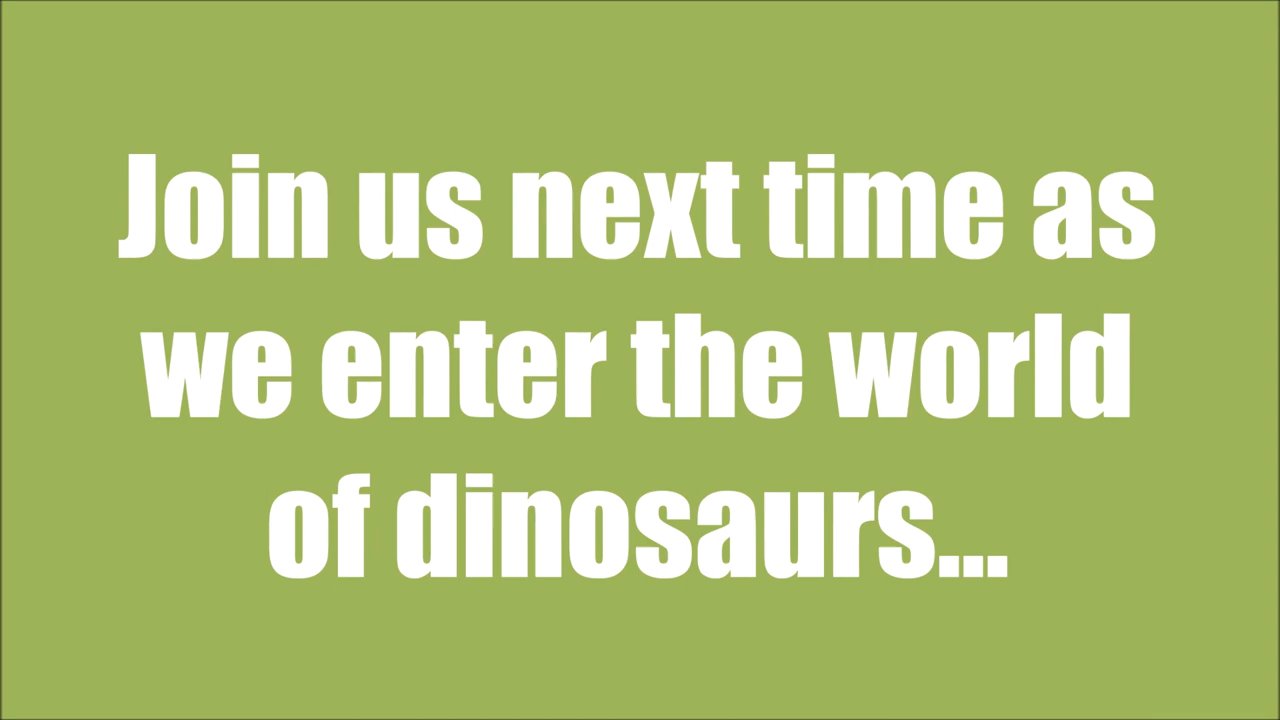 Join us next time as
we enter the world
of dinosaurs...